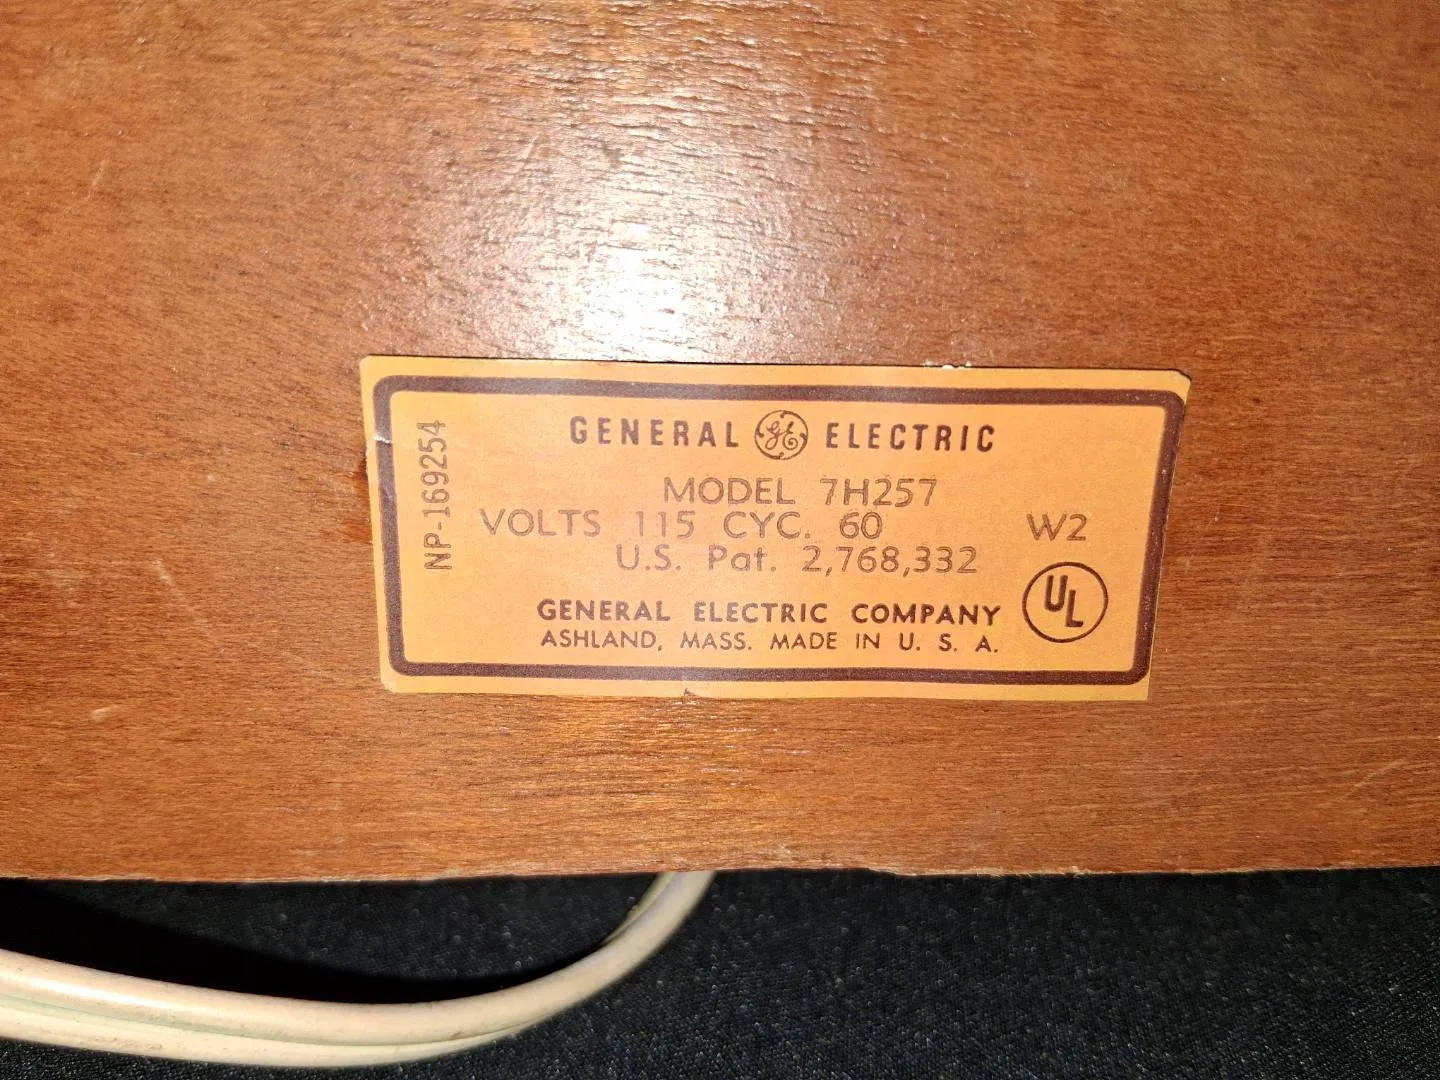 GENERAL GE ELECTRIC
MODEL 7H257
VOLTS 115 CYC. 60 W2
U.S. Pat. 2,768,332
GENERAL ELECTRIC COMPANY UL
ASHLAND, MASS. MADE IN U. S. A.
NP-169254